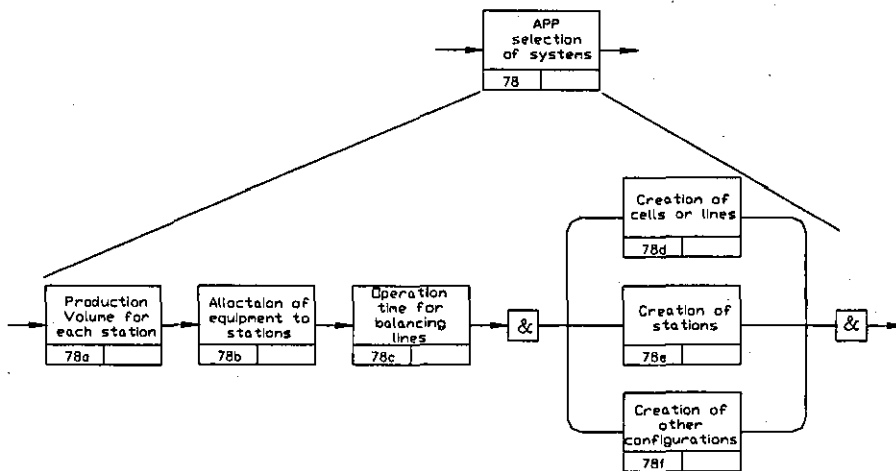 APP
selection
of systems
78
Creation of
cells or lines
78d
Production
Volume for
each station
78a
Alloctaion of
equipment to
stations
78b
Operation
time for
balancing
lines
78c
&
Creation of
stations
78e
&
Creation of
other
configurations
78f